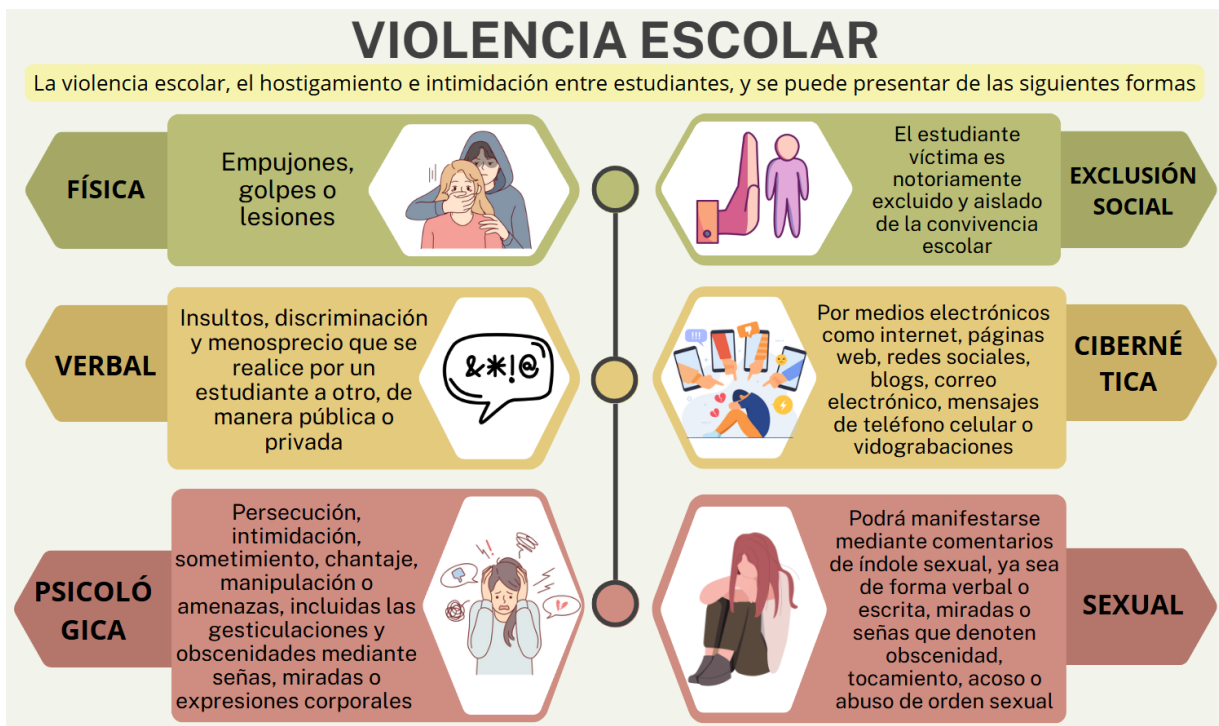 VIOLENCIA ESCOLAR
La violencia escolar, el hostigamiento e intimidación entre estudiantes, y se puede presentar de las siguientes formas
FÍSICA
Empujones,
golpes o
lesiones
El estudiante
víctima es
notoriamente
excluido y aislado
de la convivencia
escolar
EXCLUSIÓN
SOCIAL
VERBAL
Insultos, discriminación
y menosprecio que se
realice por un
estudiante a otro, de
manera pública o
privada
&*!@
Por medios electrónicos
como internet, páginas
web, redes sociales,
blogs, correo
electrónico, mensajes
de teléfono celular o
vidograbaciones
CIBERNÉ
TICA
PSICOLÓ
GICA
Persecución,
intimidación,
sometimiento, chantaje,
manipulación o
amenazas, incluidas las
gesticulaciones y
obscenidades mediante
señas, miradas o
expresiones corporales
Podrá manifestarse
mediante comentarios
de índole sexual, ya sea
de forma verbal o
escrita, miradas o
señas que denoten
obscenidad,
tocamiento, acoso o
abuso de orden sexual
SEXUAL